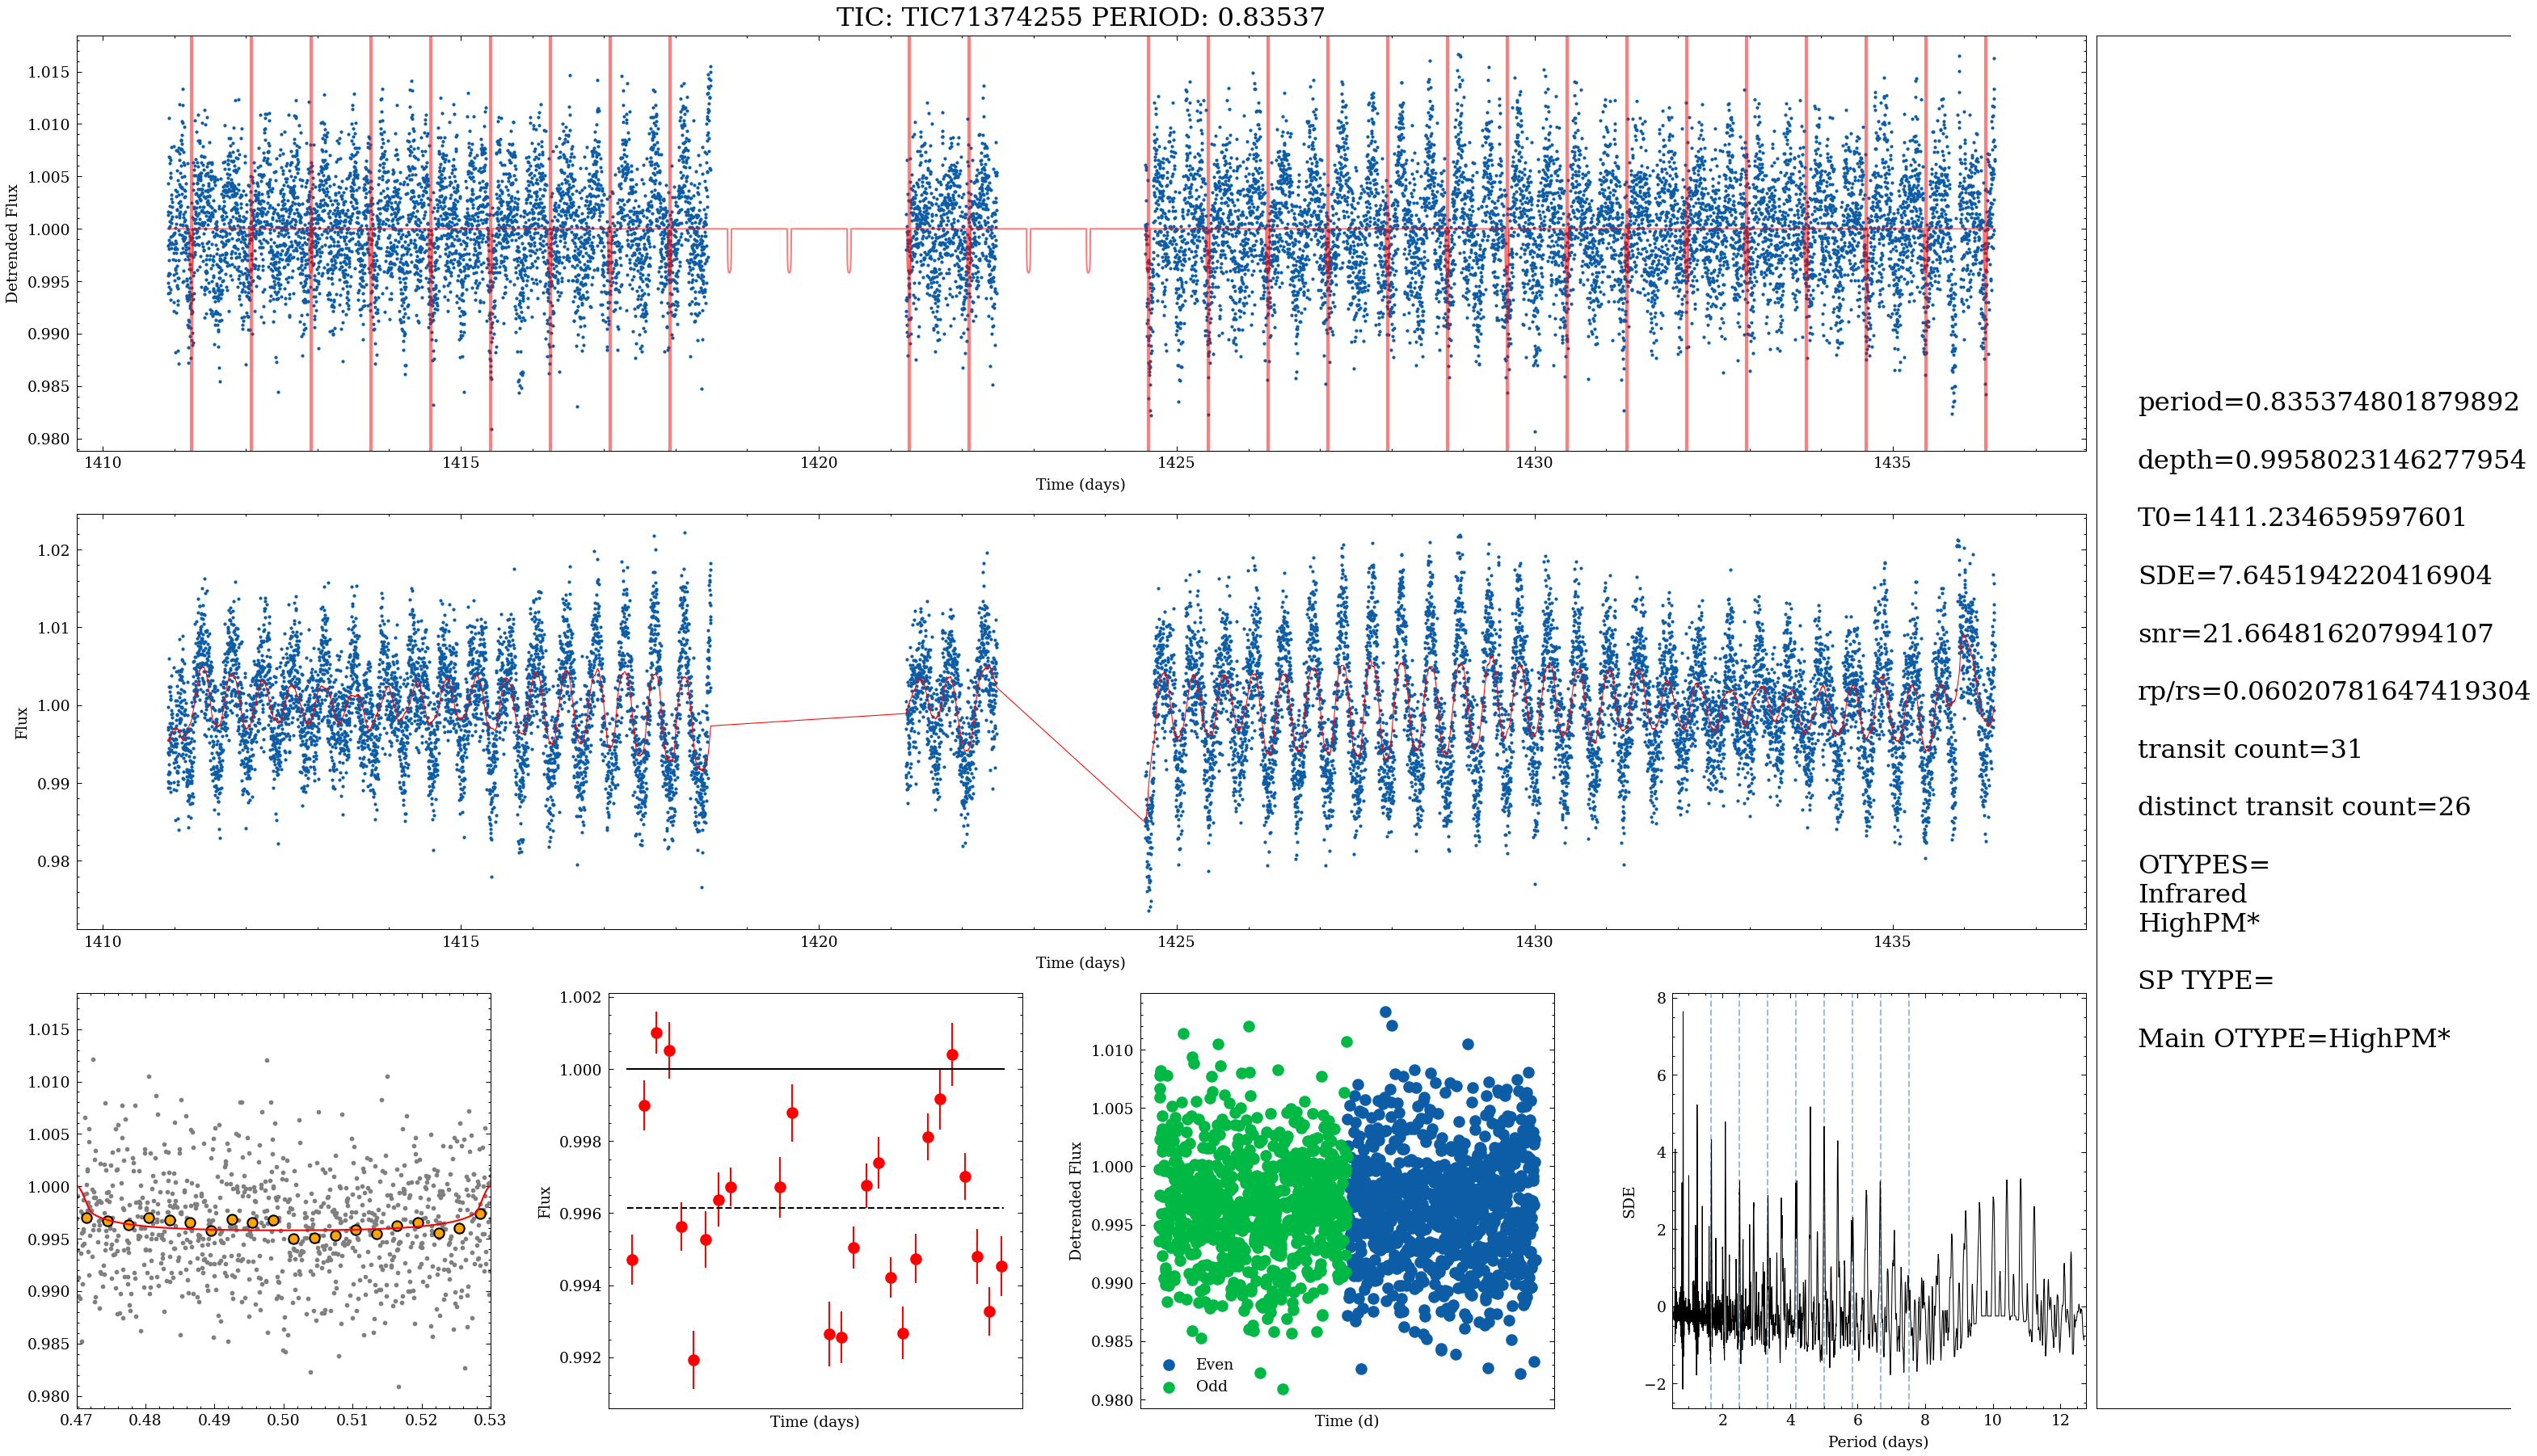 TIC: TIC71374255 PERIOD: 0.83537
Detrended Flux
1.015
1.010
1.005
1.000
0.995
0.990
0.985
0.980
1410 1415 1420 1425 1430 1435
Time (days)
Flux
1.02
1.01
1.00
0.99
0.98
1410 1415 1420 1425 1430 1435
Time (days)
1.015
1.010
1.005
1.000
0.995
0.990
0.985
0.980
0.47 0.48 0.49 0.50 0.51 0.52 0.53
Flux
1.002
1.000
0.998
0.996
0.994
0.992
Time (days)
Detrended Flux
1.010
1.005
1.000
0.995
0.990
0.985
0.980
Even
Odd
Time (d)
SDE
8
6
4
2
0
−2
2 4 6 8 10 12
Period (days)
period=0.835374801879892
depth=0.9958023146277954
T0=1411.234659597601
SDE=7.645194220416904
snr=21.664816207994107
rp/rs=0.06020781647419304
transit count=31
distinct transit count=26
OTYPES=
Infrared
HighPM*
SP TYPE=
Main OTYPE=HighPM*